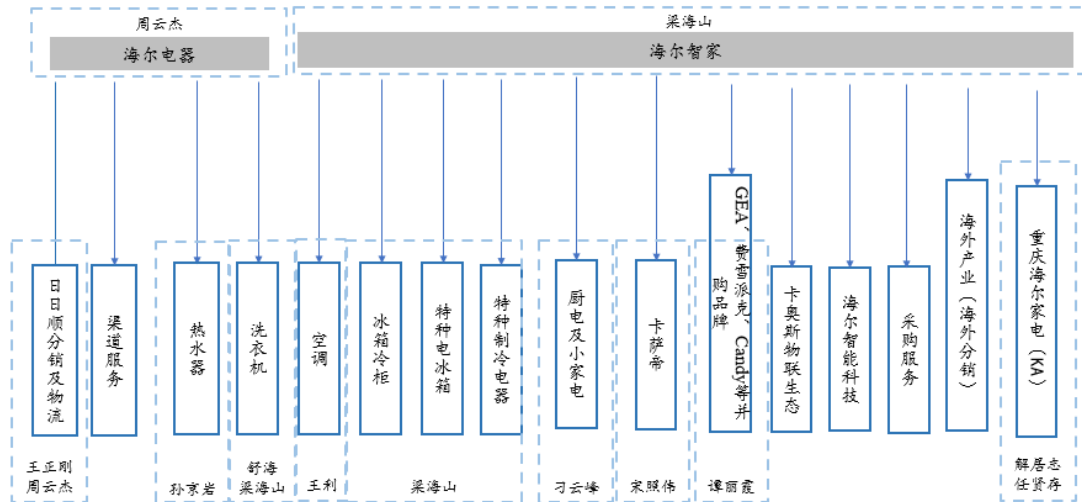 周云杰
海尔电器
梁海山
海尔智家
日日顺分销及物流
渠道服务
热水器
洗衣机
空调
冰箱冷柜
特种电冰箱
特种制冷电器
厨电及小家电
卡萨帝
GEA、费雪派克、Candy等并
购品牌
卡奥斯物联生态
海尔智能科技
采购服务
海外产业（海外分销）
重庆海尔家电（KA）
王正刚
周云杰
孙京岩
舒海
梁海山
王利
梁海山
刁云峰
宋照伟
谭丽霞
解居志
任贤存